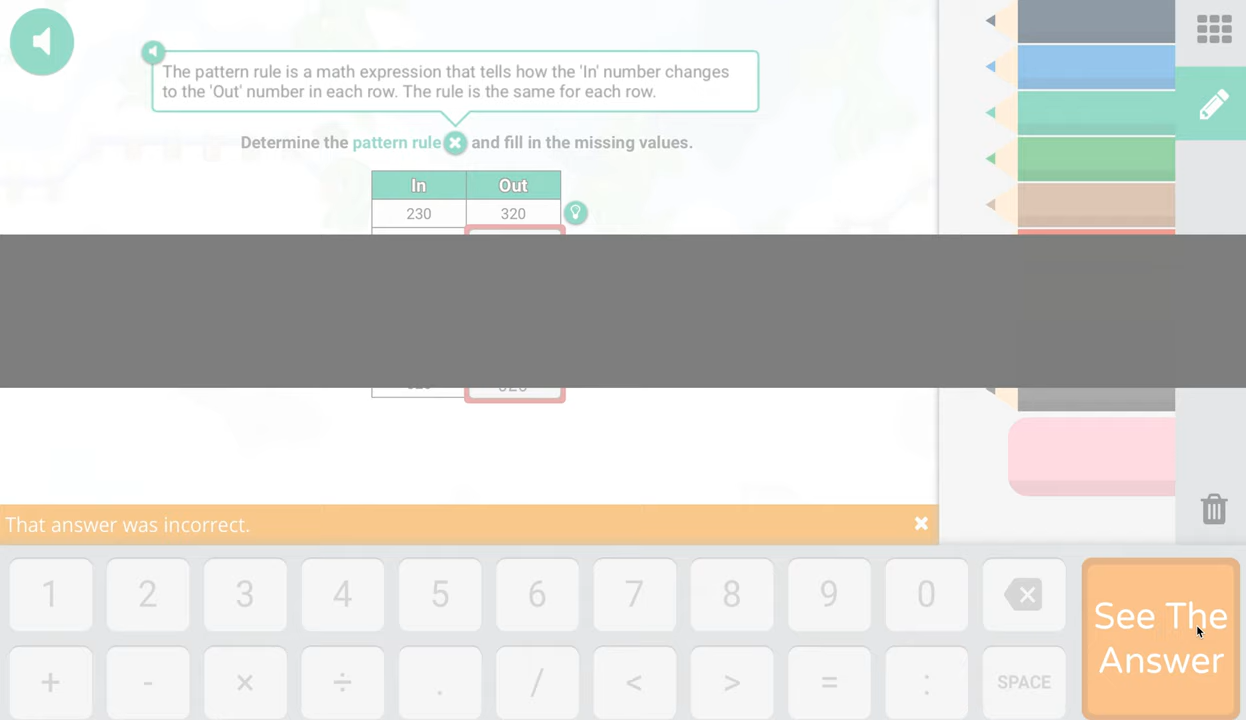 The pattern rule is a math expression that tells how the 'In' number changes
to the 'Out' number in each row. The rule is the same for each row.
Determine the pattern rule and fill in the missing values.
In Out
230 320
That answer was incorrect.
1 2 3 4 5 6 7 8 9 0
+ - × ÷ . / < > = : SPACE
See The
Answer